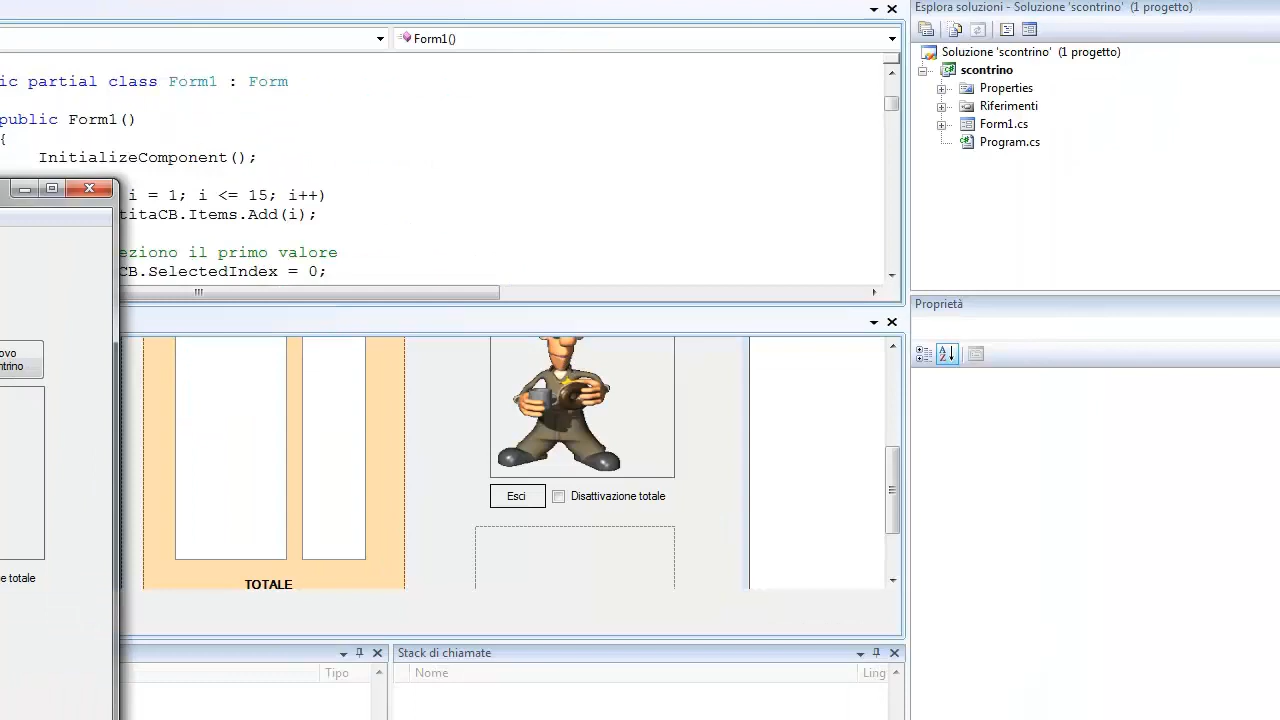 Form1()
ic partial class Form1 : Form
public Form1()
{
InitializeComponent();
i = 1; i <= 15; i++)
titaCB.Items.Add(i);
eziono il primo valore
CB.SelectedIndex = 0;
ovo
ntrino
e totale
Esci
Disattivazione totale
TOTALE
Tipo
Stack di chiamate
Nome
Ling
Esplora soluzioni - Soluzione 'scontrino' (1 progetto)
Soluzione 'scontrino' (1 progetto)
scontrino
Properties
Riferimenti
Form1.cs
Program.cs
Proprietà